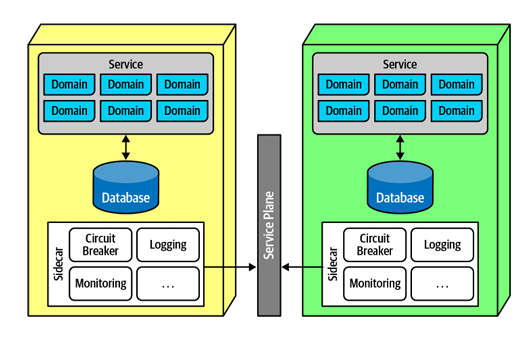 Service
Domain Domain Domain
Domain Domain Domain
Database
Sidecar
Circuit
Breaker
Logging
Monitoring
...
Service Plane
Service
Domain Domain Domain
Domain Domain Domain
Database
Sidecar
Circuit
Breaker
Logging
Monitoring
...